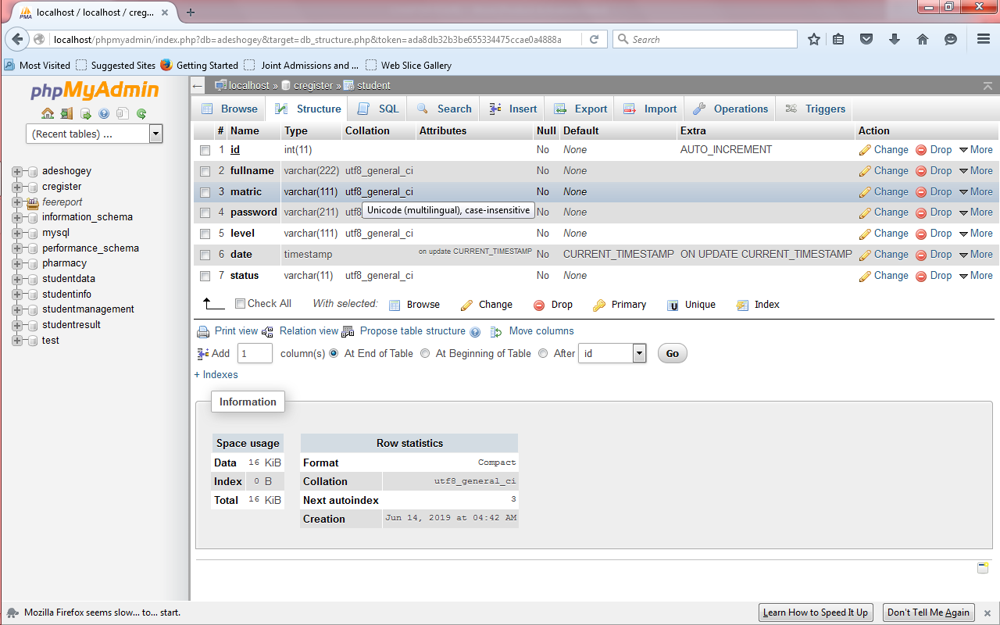 localhost / localhost / creg...
localhost/phpmyadmin/index.php?db=adeshogey&target=db_structure.php&token=ada8db32b3be655334475ccae0a4888a
Search
Most Visited Suggested Sites Getting Started Joint Admissions and ... Web Slice Gallery
phpMyAdmin
(Recent tables) ...
adeshogey
cregister
feereport
information_schema
mysql
performance_schema
pharmacy
studentdata
studentinfo
studentmanagement
studentresult
test
localhost » cregister » student
Browse Structure SQL Search Insert Export Import Operations Triggers
# Name Type Collation Attributes Null Default Extra Action
1 id int(11) No None AUTO_INCREMENT Change Drop More
2 fullname varchar(222) utf8_general_ci No None Change Drop More
3 matric varchar(111) utf8_general_ci No None Change Drop More
4 password varchar(211) utf8 No None Change Drop More
Unicode (multilingual), case-insensitive
5 level varchar(111) utf8_general_ci No None Change Drop More
6 date timestamp on update CURRENT_TIMESTAMP No CURRENT_TIMESTAMP ON UPDATE CURRENT_TIMESTAMP Change Drop More
7 status varchar(11) utf8_general_ci No None Change Drop More
Check All With selected: Browse Change Drop Primary Unique Index
Print view Relation view Propose table structure Move columns
Add 1 column(s) At End of Table At Beginning of Table After id Go
+ Indexes
Information
Space usage
Data 16 KiB
Index 0 B
Total 16 KiB
Row statistics
Format Compact
Collation utf8_general_ci
Next autoindex 3
Creation Jun 14, 2019 at 04:42 AM
Mozilla Firefox seems slow... to... start.
Learn How to Speed It Up Don't Tell Me Again